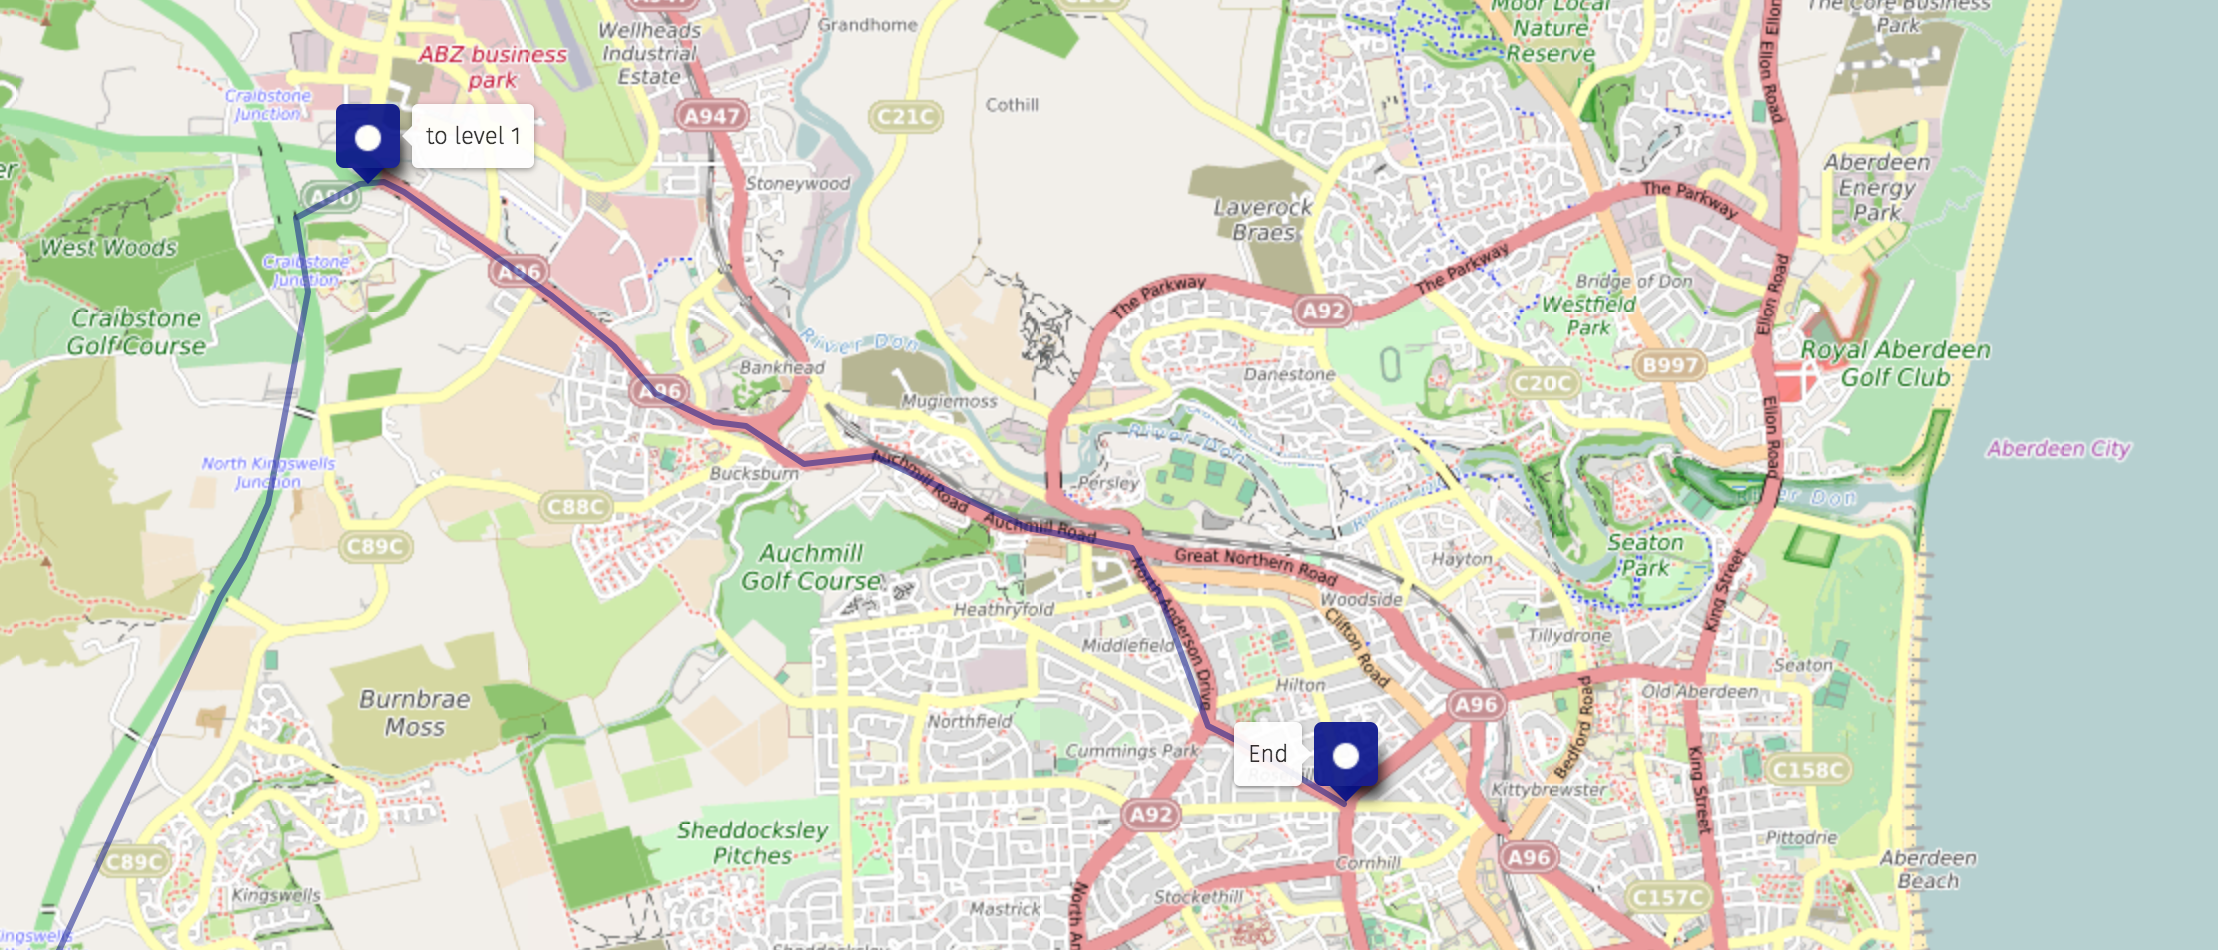 A947
Grandhome
Wellheads
Industrial
Estate
ABZ business
park
Craibstone
Junction
to level 1
A947
C21C
Cothill
Moor Local
Nature
Reserve
The Core Business
Park
Ellon Road
Stoneywood
Laverock
Braes
The Parkway
Aberdeen
Energy
Park
West Woods
Craibstone
Junction
A96
Craibstone
Golf Course
River Don
The Parkway
A92
The Parkway
Bridge of Don
Westfield
Park
Ellon Road
B997
Royal Aberdeen
Golf Club
Bankhead
A96
Mugiemoss
Danestone
C20C
Ellon Road
Aberdeen City
North Kingswells
Junction
Bucksburn
Auchmill Road
River Don
Persley
C88C
River Don
C89C
Auchmill Road
Auchmill
Golf Course
Great Northern Road
Hayton
Seaton
Park
King Street
North Anderson Drive
Heathryfold
Woodside
Clifton Road
Middlefield
Tillydrone
Seaton
Hilton
A96
Old Aberdeen
Bedford Road
Burnbrae
Moss
Northfield
Cummings Park
End
King Street
C158C
Kittybrewster
A92
Sheddocksley
Pitches
Pittodrie
C89C
Cornhill
A96
Aberdeen
Beach
Kingswells
Stockethill
C157C
Mastrick
North An